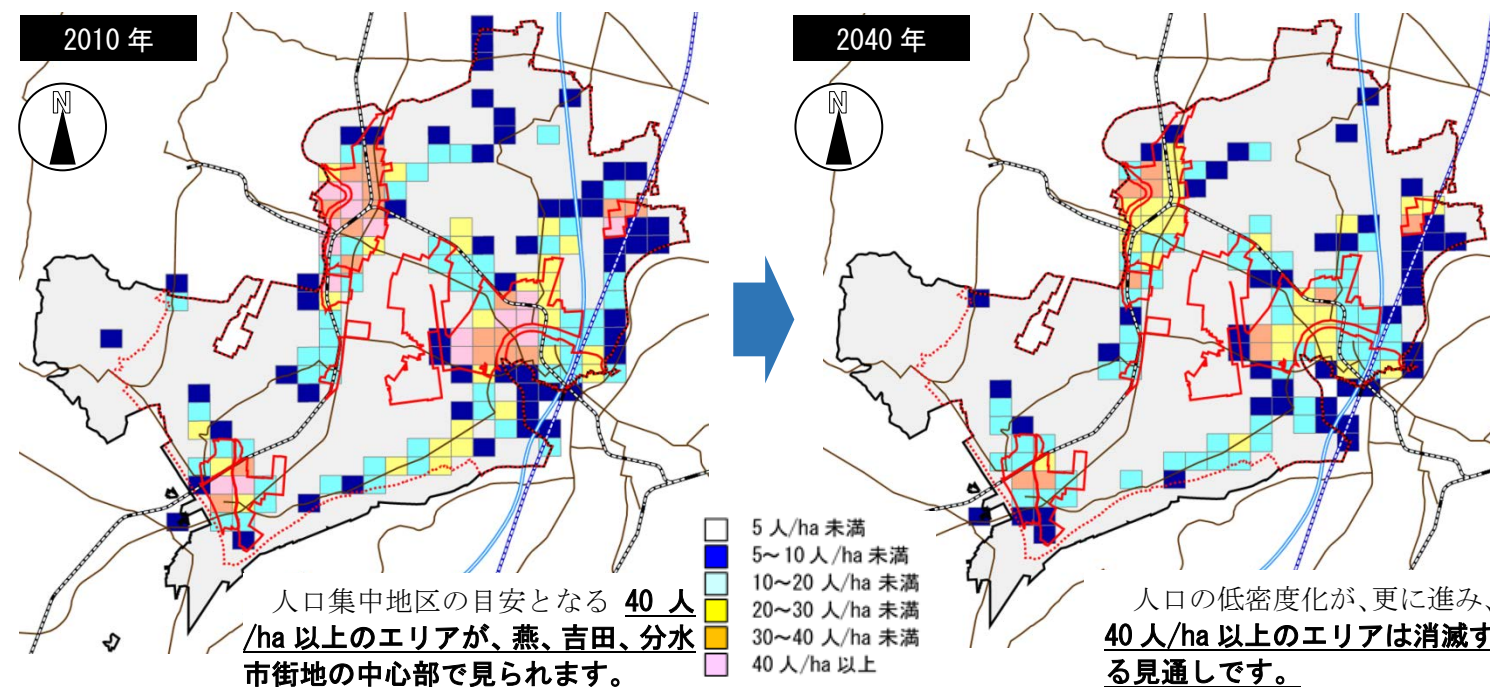 2010 年
2040 年
N
N
5 人/ha 未満
5～10 人/ha 未満
10～20 人/ha 未満
20～30 人/ha 未満
30～40 人/ha 未満
40 人/ha 以上
人口集中地区の目安となる 40 人
/ha 以上のエリアが、燕、吉田、分水
市街地の中心部で見られます。
人口の低密度化が、更に進み、
40 人/ha 以上のエリアは消滅す
る見通しです。